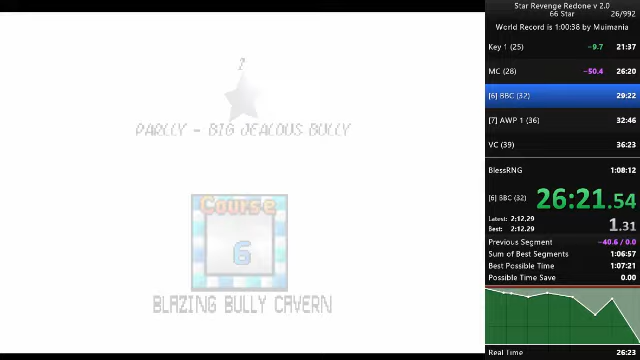 Star Revenge Redone v 2.0
66 Star
26/992
World Record is 1:00:38 by Muimania
Key 1 (25) -9.7 21:37
MC (28) -50.4 26:20
[6] BBC (32) 29:22
[7] AWP 1 (36) 32:46
VC (39) 36:23
BlessRNG 1:08:12
[6] BBC (32) 26:21.54
Latest: 2:12.29
Best: 2:12.29
1.31
Previous Segment -40.6 / 0.0
Sum of Best Segments 1:06:57
Best Possible Time 1:07:21
Possible Time Save 0.00
Real Time 26:23
2
PARLLY - BIG JEALOUS BULLY
Course
6
BLAZING BULLY CAVERN